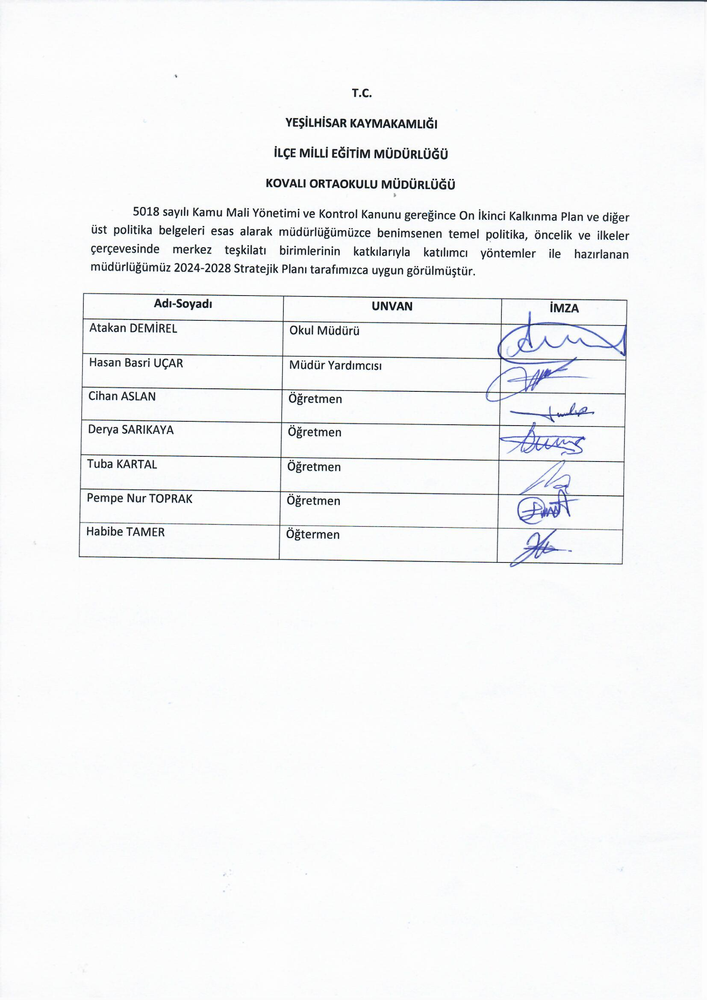 T.C.
YEŞİLHİSAR KAYMAKAMLIĞI
İLÇE MİLLİ EĞİTİM MÜDÜRLÜĞÜ
KOVALI ORTAOKULU MÜDÜRLÜĞÜ
5018 sayılı Kamu Mali Yönetimi ve Kontrol Kanunu gereğince On İkinci Kalkınma Plan ve diğer
üst politika belgeleri esas alarak müdürlüğümüzce benimsenen temel politika, öncelik ve ilkeler
çerçevesinde merkez teşkilatı birimlerinin katkılarıyla katılımcı yöntemler ile hazırlanan
müdürlüğümüz 2024-2028 Stratejik Planı tarafımızca uygun görülmüştür.
Adı-Soyadı UNVAN İMZA
Atakan DEMİREL Okul Müdürü
Hasan Basri UÇAR Müdür Yardımcısı
Cihan ASLAN Öğretmen
Derya SARIKAYA Öğretmen
Tuba KARTAL Öğretmen
Pempe Nur TOPRAK Öğretmen
Habibe TAMER Öğtermen